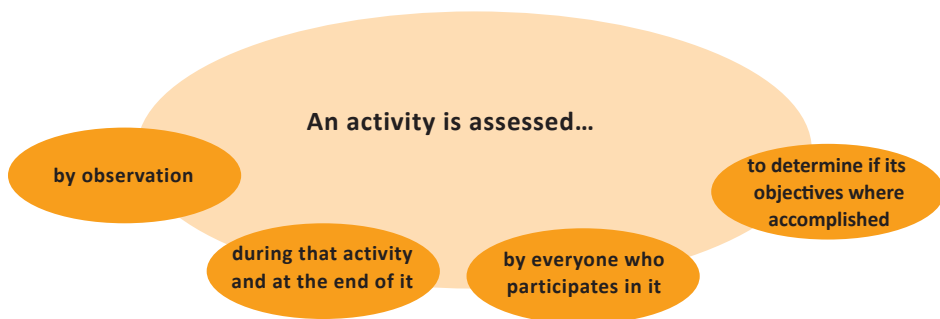 An activity is assessed…
by observation
during that activity
and at the end of it
by everyone who
participates in it
to determine if its
objectives where
accomplished